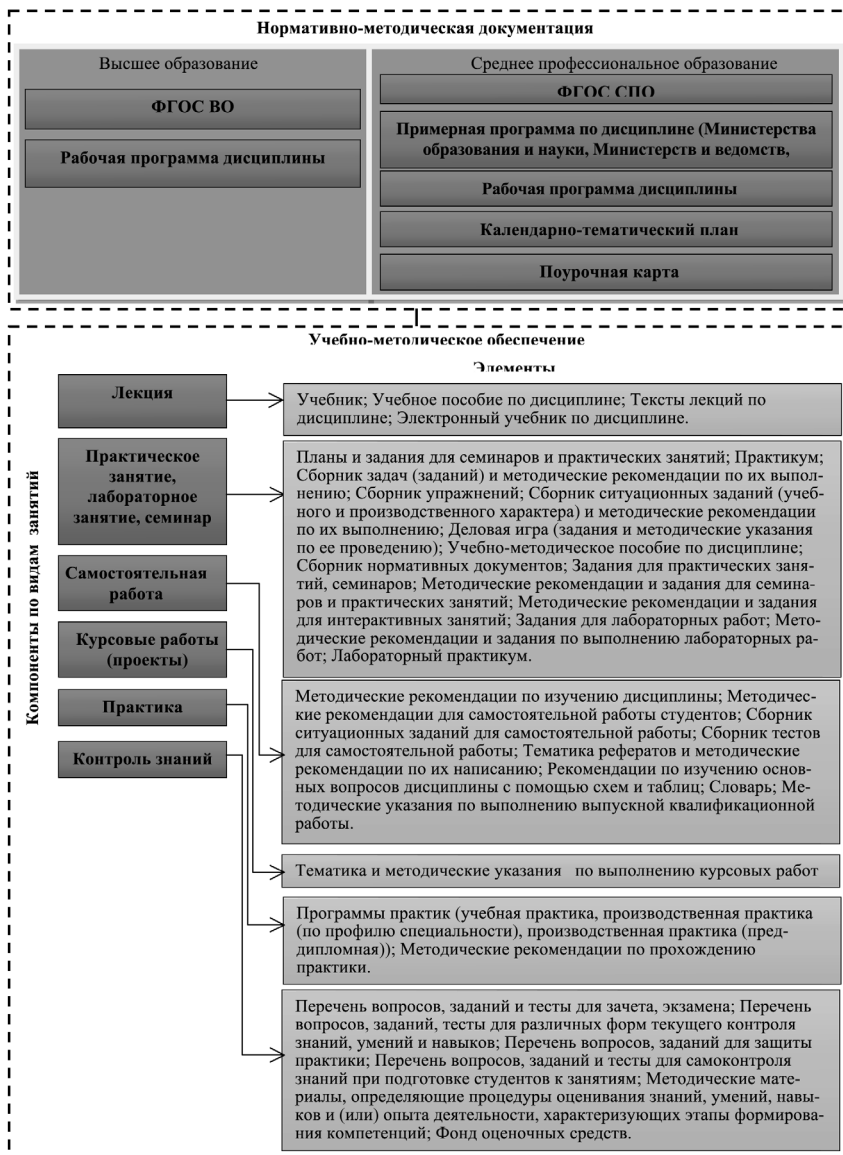 Нормативно-методическая документация
Высшее образование
ФГОС ВО
Рабочая программа дисциплины
Среднее профессиональное образование
ФГОС СПО
Примерная программа по дисциплине (Министерства
образования и науки, Министерств и ведомств,
Рабочая программа дисциплины
Календарно-тематический план
Поурочная карта
Учебно-методическое обеспечение
Элементы
Компоненты по видам занятий
Лекция
Учебник; Учебное пособие по дисциплине; Тексты лекций по
дисциплине; Электронный учебник по дисциплине.
Практическое
занятие,
лабораторное
занятие, семинар
Планы и задания для семинаров и практических занятий; Практикум;
Сборник задач (заданий) и методические рекомендации по их выпол-
нению; Сборник упражнений; Сборник ситуационных заданий (учеб-
ного и производственного характера) и методические рекомендации
по их выполнению; Деловая игра (задания и методические указания
по ее проведению); Учебно-методическое пособие по дисциплине;
Сборник нормативных документов; Задания для практических заня-
тий, семинаров; Методические рекомендации и задания для семина-
ров и практических занятий; Методические рекомендации и задания
для интерактивных занятий; Задания для лабораторных работ; Мето-
дические рекомендации и задания по выполнению лабораторных ра-
бот; Лабораторный практикум.
Самостоятельная
работа
Методические рекомендации по изучению дисциплины; Методичес-
кие рекомендации для самостоятельной работы студентов; Сборник
ситуационных заданий для самостоятельной работы; Сборник тестов
для самостоятельной работы; Тематика рефератов и методические
рекомендации по их написанию; Рекомендации по изучению основ-
ных вопросов дисциплины с помощью схем и таблиц; Словарь; Ме-
тодические указания по выполнению выпускной квалификационной
работы.
Курсовые работы
(проекты)
Тематика и методические указания по выполнению курсовых работ
Практика
Программы практик (учебная практика, производственная практика
(по профилю специальности), производственная практика (пред-
дипломная)); Методические рекомендации по прохождению
практики.
Контроль знаний
Перечень вопросов, заданий и тесты для зачета, экзамена; Перечень
вопросов, заданий, тесты для различных форм текущего контроля
знаний, умений и навыков; Перечень вопросов, заданий для защиты
практики; Перечень вопросов, заданий и тесты для самоконтроля
знаний при подготовке студентов к занятиям; Методические мате-
риалы, определяющие процедуры оценивания знаний, умений, навы-
ков и (или) опыта деятельности, характеризующих этапы формирова-
ния компетенций; Фонд оценочных средств.